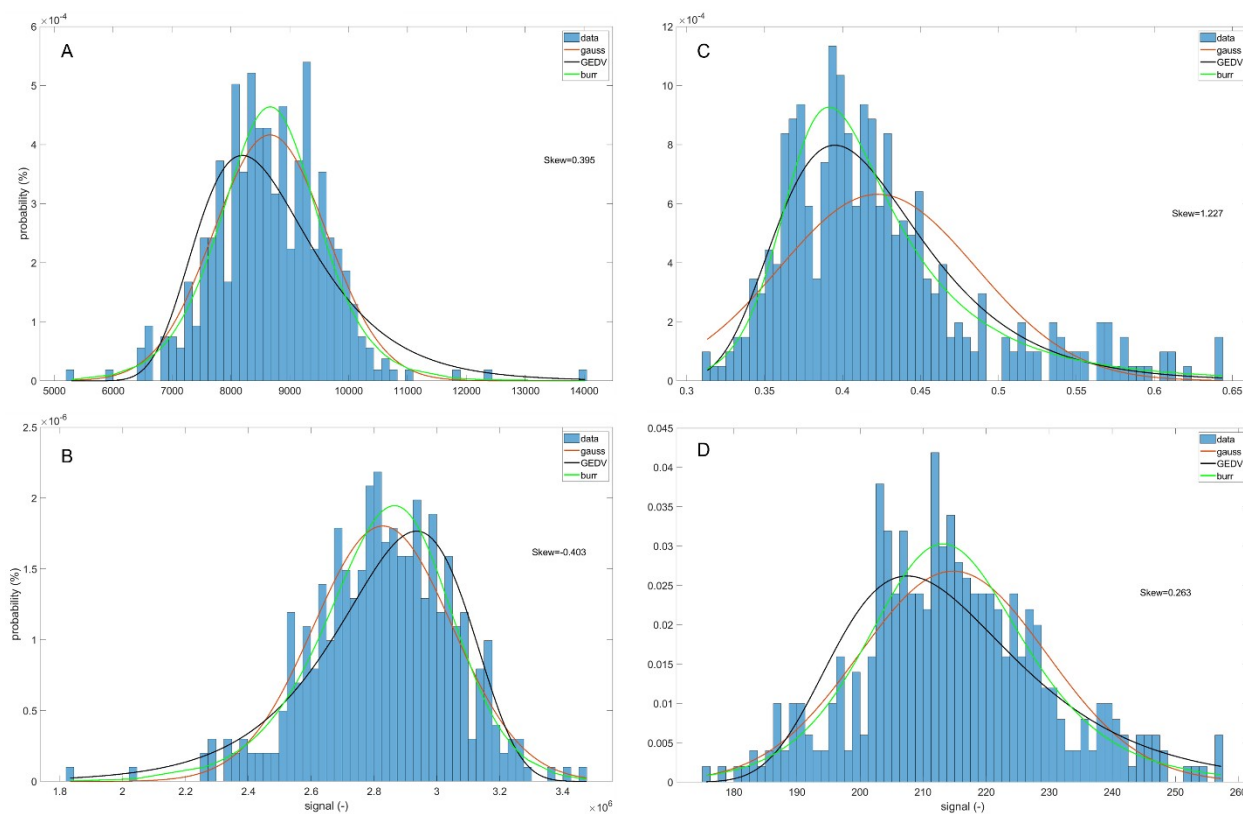 ×10⁻⁴
6
5
4
3
2
1
0
probability (%)
A
data
gauss
GEDV
burr
Skew=0.395
5000 6000 7000 8000 9000 10000 11000 12000 13000 14000
×10⁻⁴
12
10
8
6
4
2
0
C
data
gauss
GEDV
burr
Skew=1.227
0.3 0.35 0.4 0.45 0.5 0.55 0.6 0.65
×10⁻⁶
2.5
2
1.5
1
0.5
0
probability (%)
B
data
gauss
GEDV
burr
Skew=-0.403
1.8 2 2.2 2.4 2.6 2.8 3 3.2 3.4
×10⁶
signal (-)
0.045
0.04
0.035
0.03
0.025
0.02
0.015
0.01
0.005
0
D
data
gauss
GEDV
burr
Skew=0.263
180 190 200 210 220 230 240 250 260
signal (-)